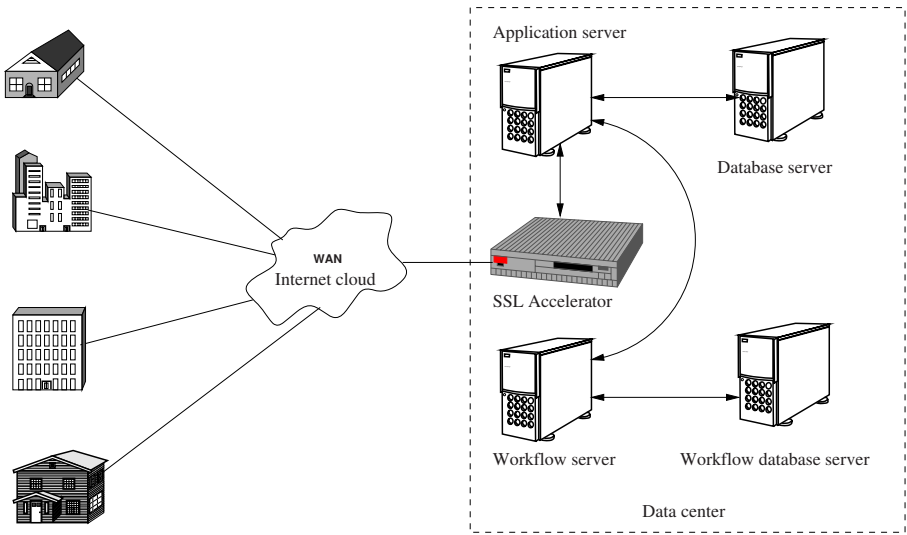 Application server
Database server
WAN
Internet cloud
SSL Accelerator
Workflow server
Workflow database server
Data center